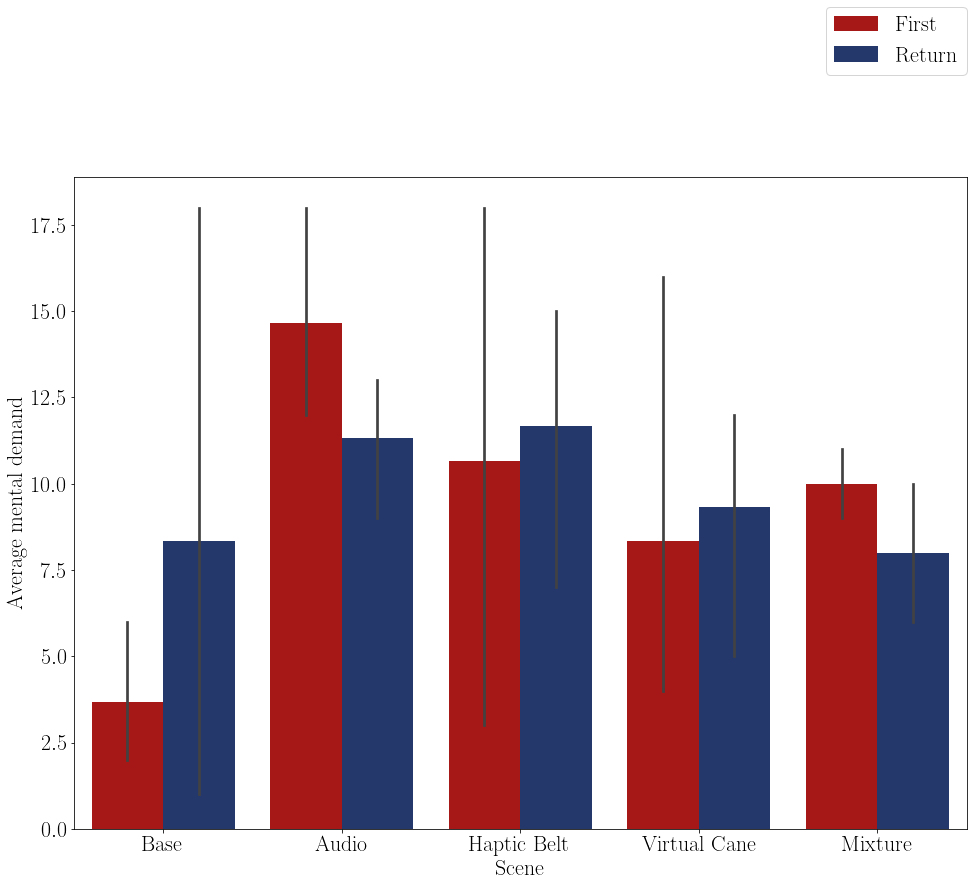 First
Return
Average mental demand
17.5
15.0
12.5
10.0
7.5
5.0
2.5
0.0
Base Audio Haptic Belt Virtual Cane Mixture
Scene